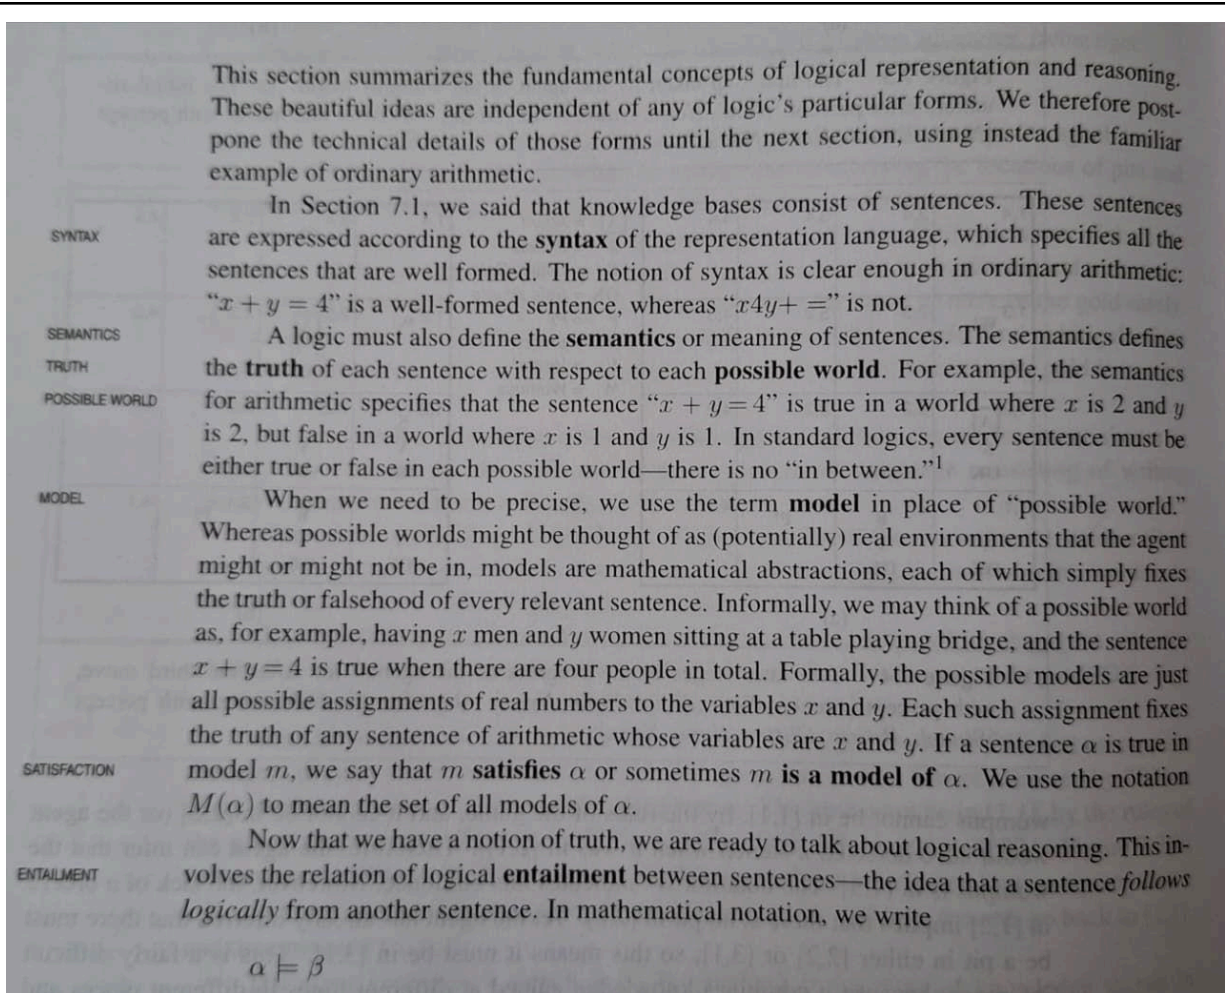 This section summarizes the fundamental concepts of logical representation and reasoning.
These beautiful ideas are independent of any of logic's particular forms. We therefore post-
pone the technical details of those forms until the next section, using instead the familiar
example of ordinary arithmetic.
In Section 7.1, we said that knowledge bases consist of sentences. These sentences
SYNTAX are expressed according to the syntax of the representation language, which specifies all the
sentences that are well formed. The notion of syntax is clear enough in ordinary arithmetic:
“x + y = 4” is a well-formed sentence, whereas “x4y+ =” is not.
SEMANTICS A logic must also define the semantics or meaning of sentences. The semantics defines
TRUTH the truth of each sentence with respect to each possible world. For example, the semantics
POSSIBLE WORLD for arithmetic specifies that the sentence “x + y = 4” is true in a world where x is 2 and y
is 2, but false in a world where x is 1 and y is 1. In standard logics, every sentence must be
either true or false in each possible world—there is no “in between.”1
MODEL When we need to be precise, we use the term model in place of “possible world.”
Whereas possible worlds might be thought of as (potentially) real environments that the agent
might or might not be in, models are mathematical abstractions, each of which simply fixes
the truth or falsehood of every relevant sentence. Informally, we may think of a possible world
as, for example, having x men and y women sitting at a table playing bridge, and the sentence
x + y = 4 is true when there are four people in total. Formally, the possible models are just
all possible assignments of real numbers to the variables x and y. Each such assignment fixes
the truth of any sentence of arithmetic whose variables are x and y. If a sentence α is true in
SATISFACTION model m, we say that m satisfies α or sometimes m is a model of α. We use the notation
M(α) to mean the set of all models of α.
Now that we have a notion of truth, we are ready to talk about logical reasoning. This in-
ENTAILMENT volves the relation of logical entailment between sentences—the idea that a sentence follows
logically from another sentence. In mathematical notation, we write
α ⊨ β